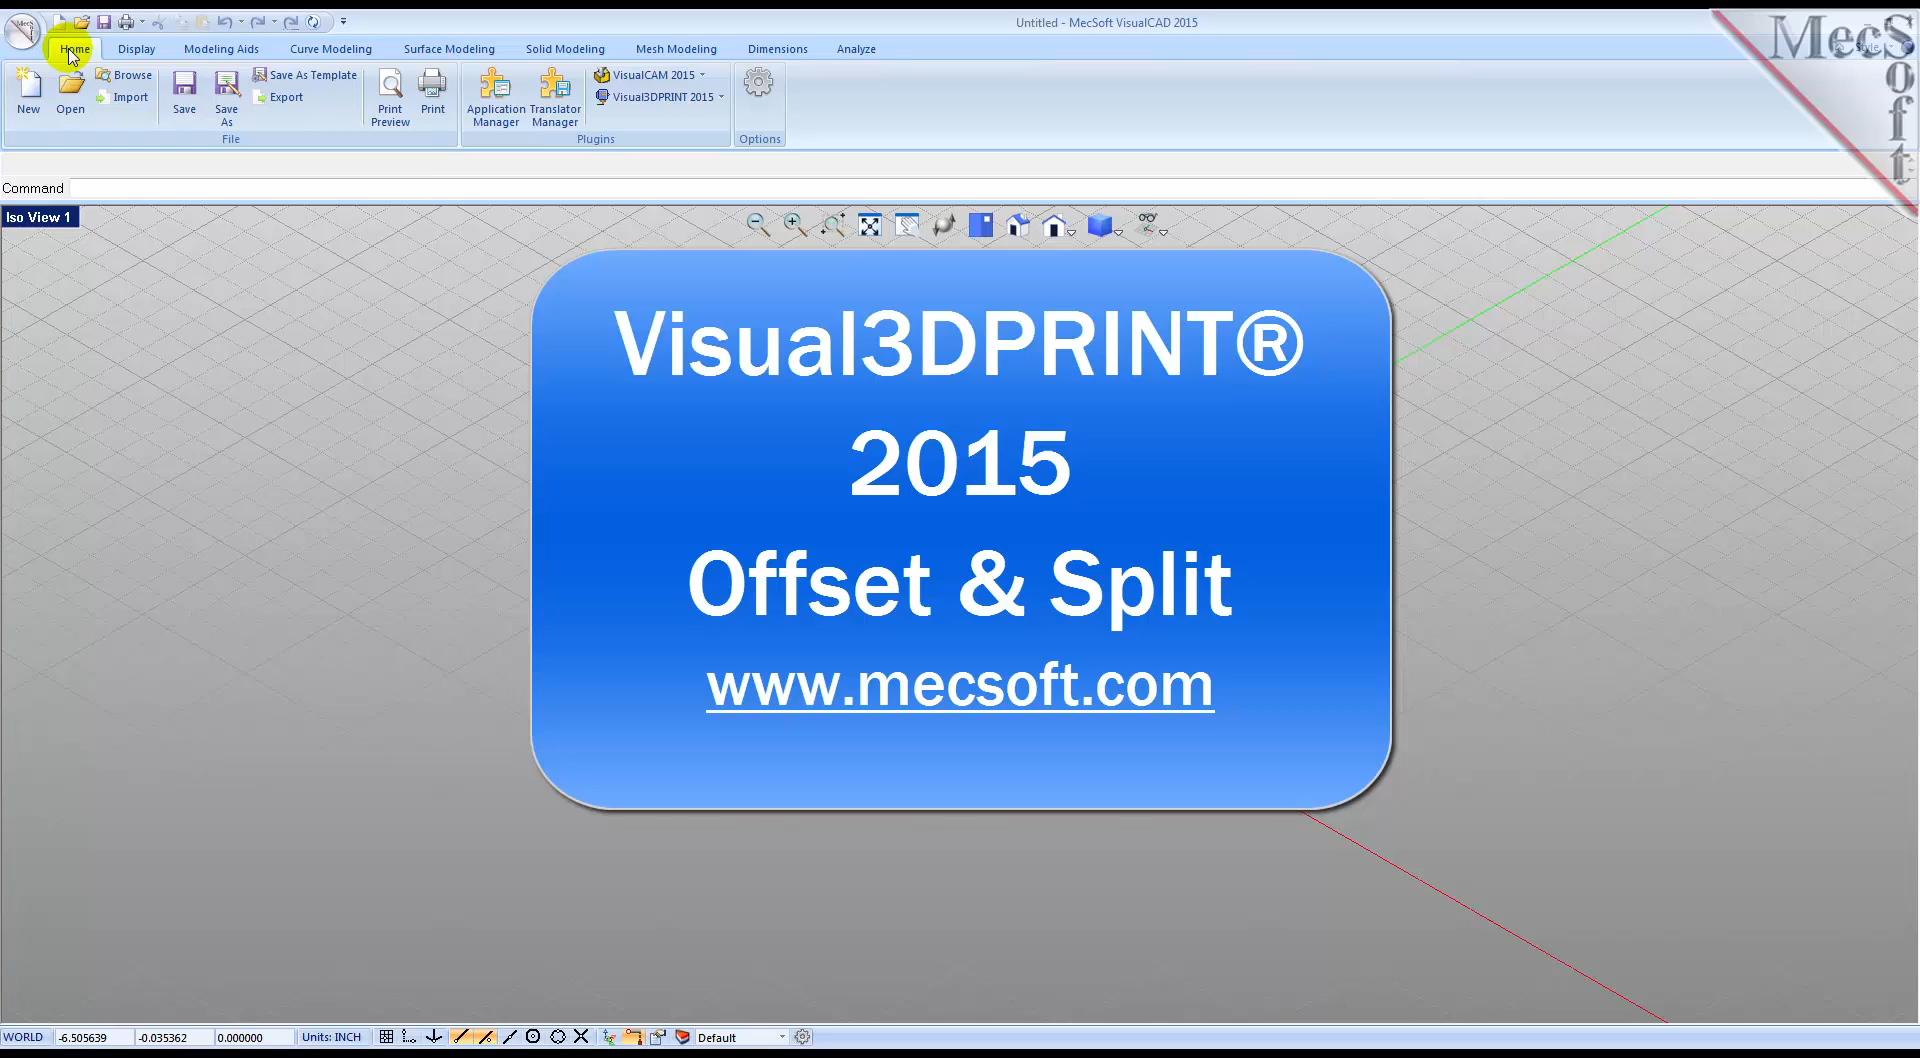 Untitled - MecSoft VisualCAD 2015
Home Display Modeling Aids Curve Modeling Surface Modeling Solid Modeling Mesh Modeling Dimensions Analyze
New
Open
Browse
Import
Save
Save
As
Save As Template
Export
Print
Preview
Print
File
Application
Manager
Translator
Manager
VisualCAM 2015
Visual3DPRINT 2015
Plugins
Options
MecSoft
Command
Iso View 1
Visual3DPRINT®
2015
Offset & Split
www.mecsoft.com
WORLD -6.505639 -0.035362 0.000000 Units: INCH Default